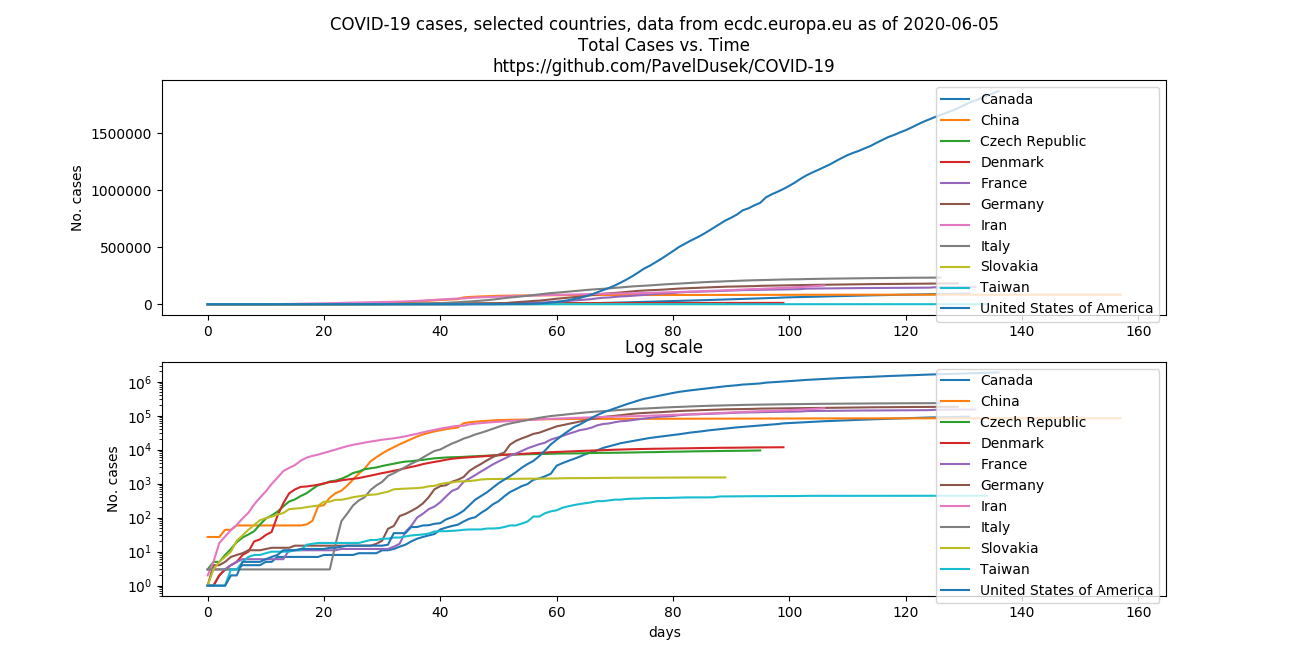 COVID-19 cases, selected countries, data from ecdc.europa.eu as of 2020-06-05
Total Cases vs. Time
https://github.com/PavelDusek/COVID-19
No. cases
1500000
1000000
500000
0
Canada
China
Czech Republic
Denmark
France
Germany
Iran
Italy
Slovakia
Taiwan
United States of America
0 20 40 60 80 100 120 140 160
Log scale
No. cases
10⁶
10⁵
10⁴
10³
10²
10¹
10⁰
Canada
China
Czech Republic
Denmark
France
Germany
Iran
Italy
Slovakia
Taiwan
United States of America
0 20 40 60 80 100 120 140 160
days